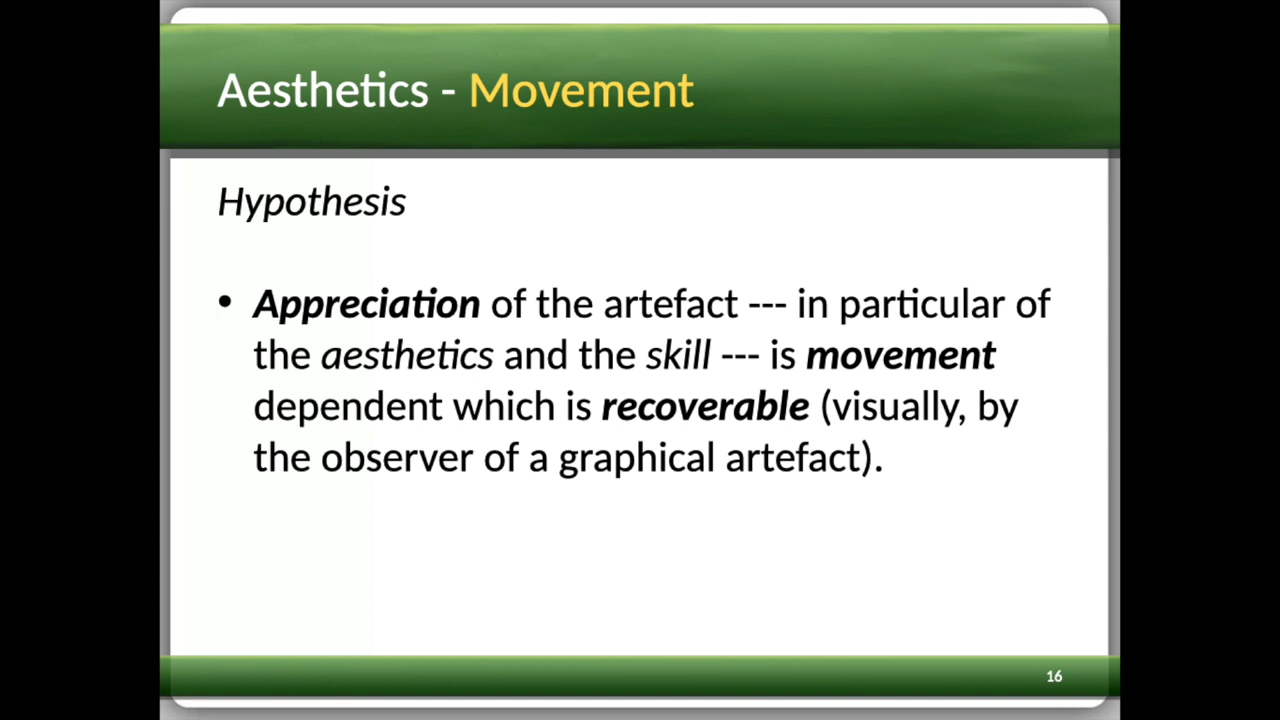 Aesthetics - Movement
Hypothesis
• Appreciation of the artefact --- in particular of
the aesthetics and the skill --- is movement
dependent which is recoverable (visually, by
the observer of a graphical artefact).
16